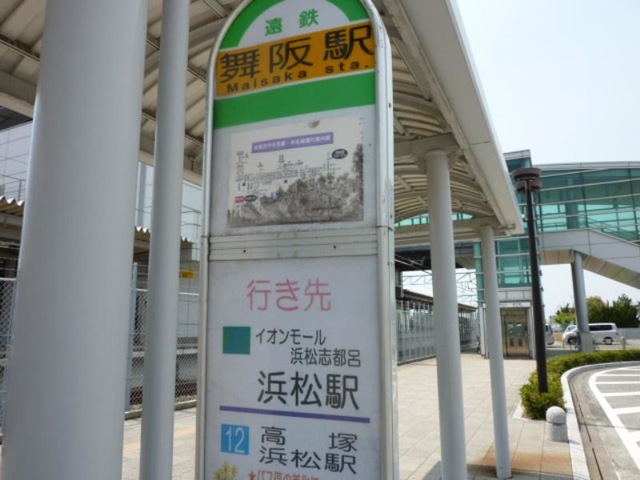 遠鉄
舞阪駅
Maisaka sta.
行き先
イオンモール
浜松志都呂
浜松駅
12
高塚
浜松駅